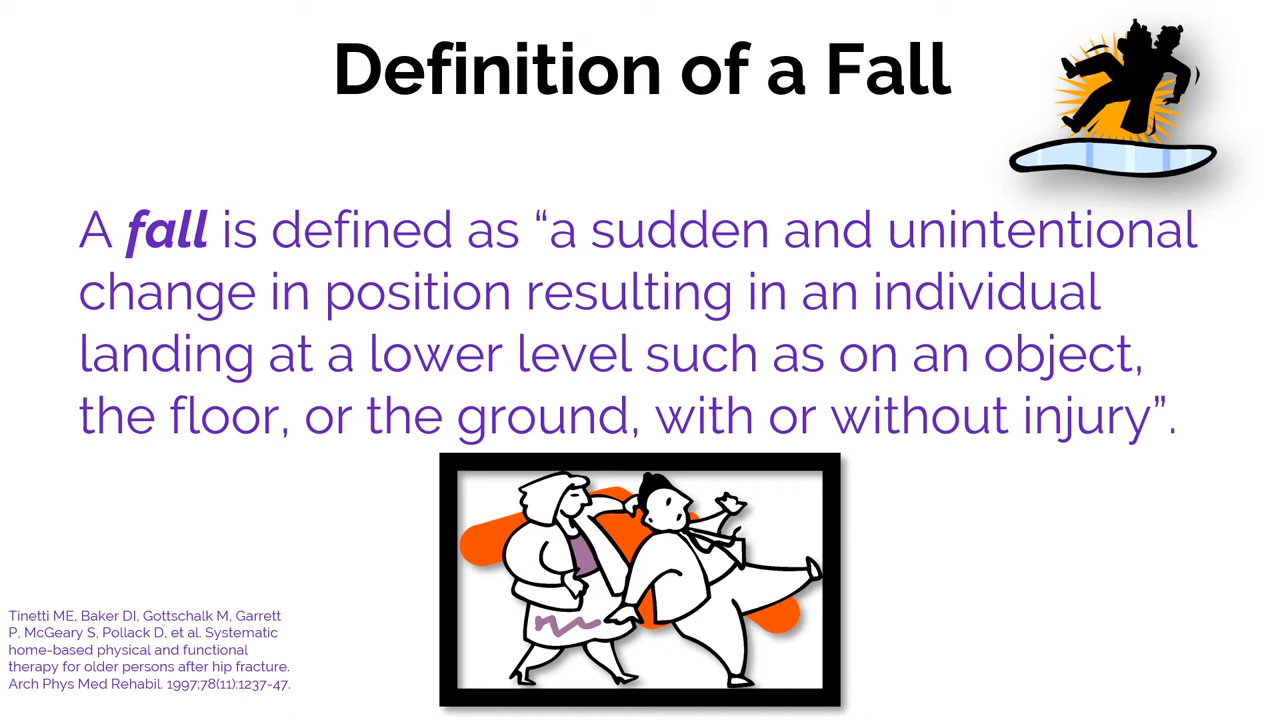 Definition of a Fall
A fall is defined as “a sudden and unintentional
change in position resulting in an individual
landing at a lower level such as on an object,
the floor, or the ground, with or without injury”.
Tinetti ME, Baker DI, Gottschalk M, Garrett
P, McGeary S, Pollack D, et al. Systematic
home-based physical and functional
therapy for older persons after hip fracture.
Arch Phys Med Rehabil. 1997;78(11):1237-47.